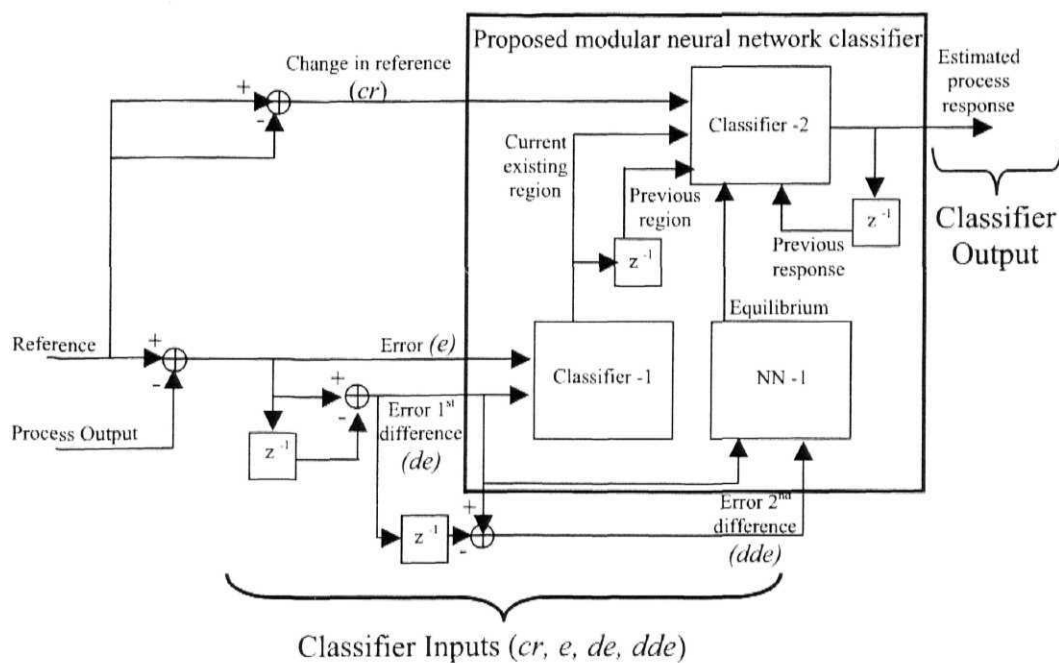 Proposed modular neural network classifier
Change in reference
(cr)
+
-
Estimated
process
response
Classifier -2
Current
existing
region
Previous
region
z -1
z -1
Previous
response
Classifier
Output
Equilibrium
Reference
+
-
Error (e)
Classifier -1
NN -1
Process Output
+
-
z -1
Error 1st
difference
(de)
+
-
z -1
Error 2nd
difference
(dde)
Classifier Inputs (cr, e, de, dde)